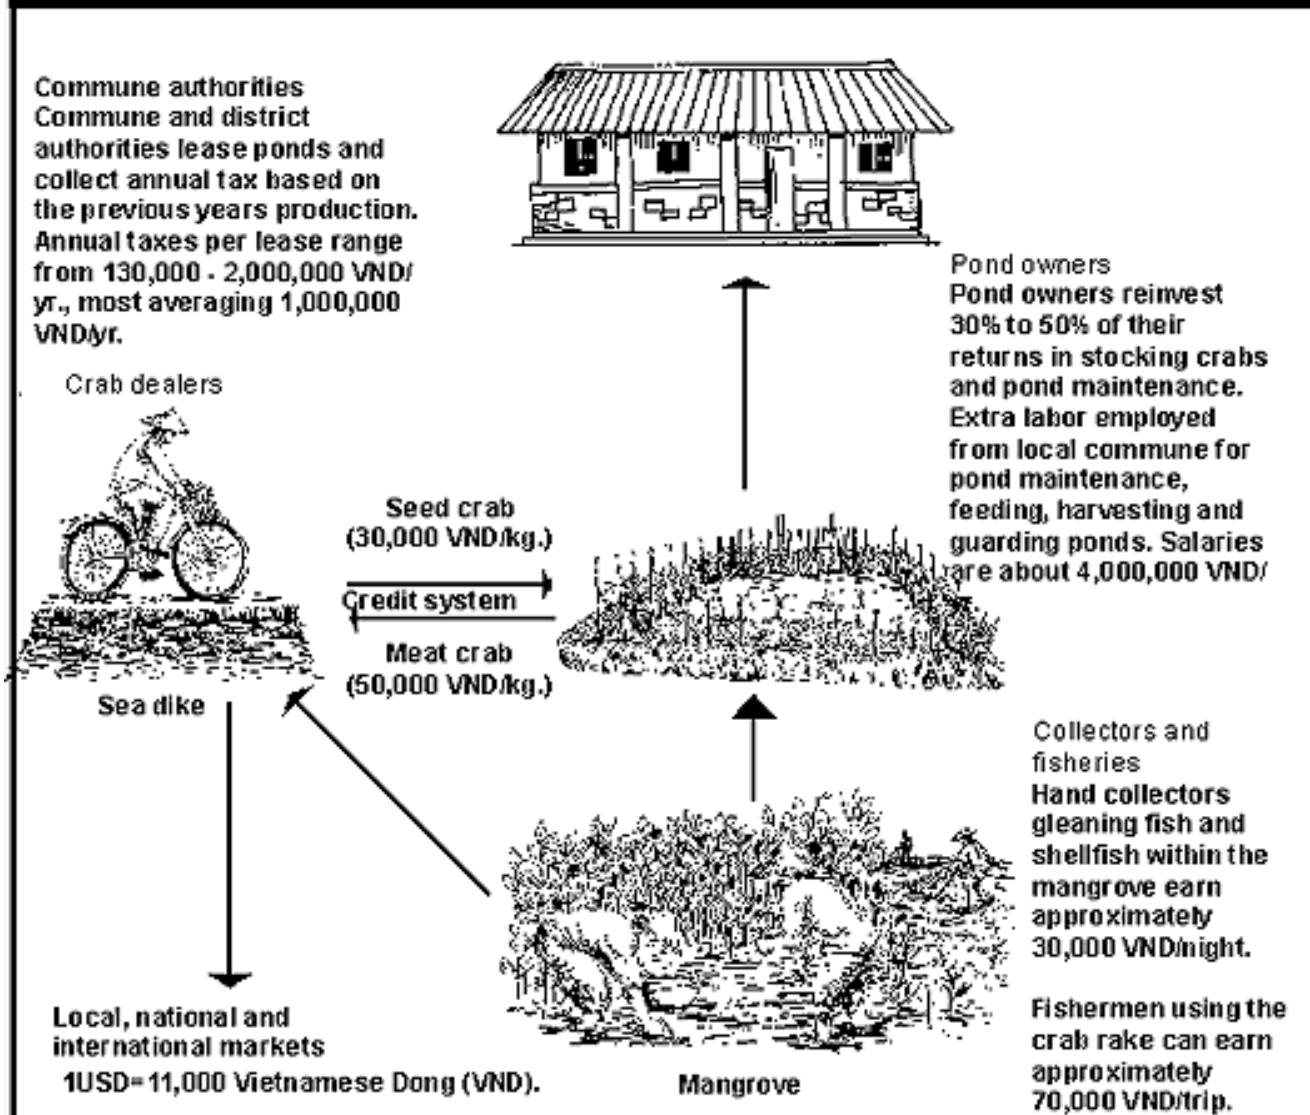 Commune authorities
Commune and district
authorities lease ponds and
collect annual tax based on
the previous years production.
Annual taxes per lease range
from 130,000 - 2,000,000 VND/
yr., most averaging 1,000,000
VND/yr.
Pond owners
Pond owners reinvest
30% to 50% of their
returns in stocking crabs
and pond maintenance.
Extra labor employed
from local commune for
pond maintenance,
feeding, harvesting and
guarding ponds. Salaries
are about 4,000,000 VND/
Crab dealers
Seed crab
(30,000 VND/kg.)
Credit system
Meat crab
(50,000 VND/kg.)
Sea dike
Collectors and
fisheries
Hand collectors
gleaning fish and
shellfish within the
mangrove earn
approximately
30,000 VND/night.
Fishermen using the
crab rake can earn
approximately
70,000 VND/trip.
Local, national and
international markets
1USD=11,000 Vietnamese Dong (VND).
Mangrove